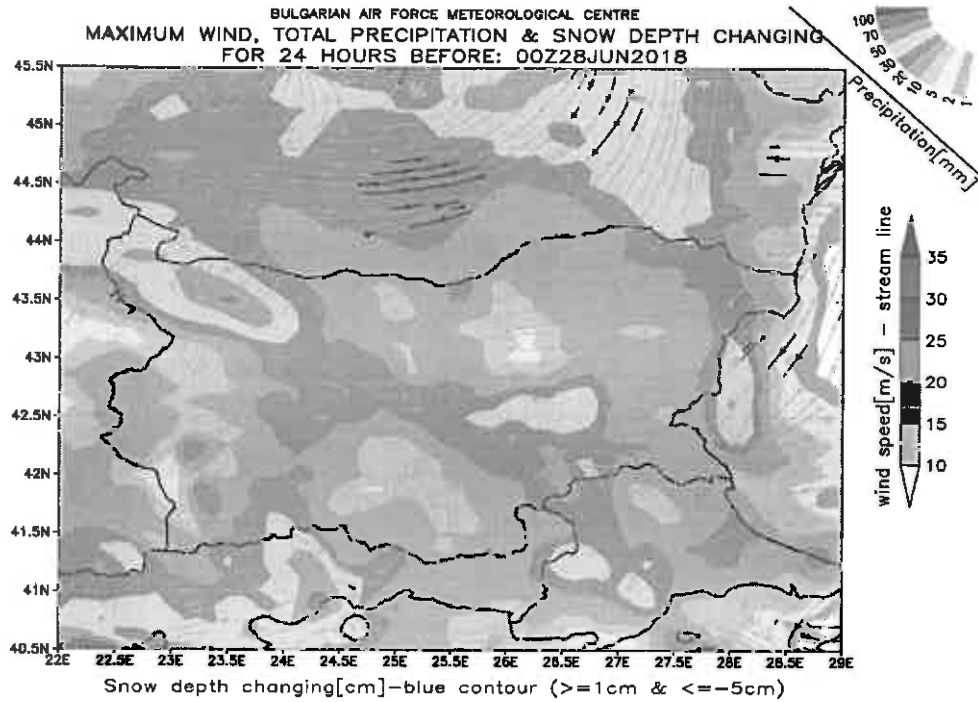 BULGARIAN AIR FORCE METEOROLOGICAL CENTRE
MAXIMUM WIND, TOTAL PRECIPITATION & SNOW DEPTH CHANGING
FOR 24 HOURS BEFORE: 00Z28JUN2018
100
70
50
30
20
10
5
2
1
Precipitation[mm]
45.5N
45N
44.5N
44N
43.5N
43N
42.5N
42N
41.5N
41N
40.5N
35
30
25
20
15
10
wind speed[m/s] - stream line
22E 22.5E 23E 23.5E 24E 24.5E 25E 25.5E 26E 26.5E 27E 27.5E 28E 28.5E 29E
Snow depth changing[cm]-blue contour (>=1cm & <=-5cm)